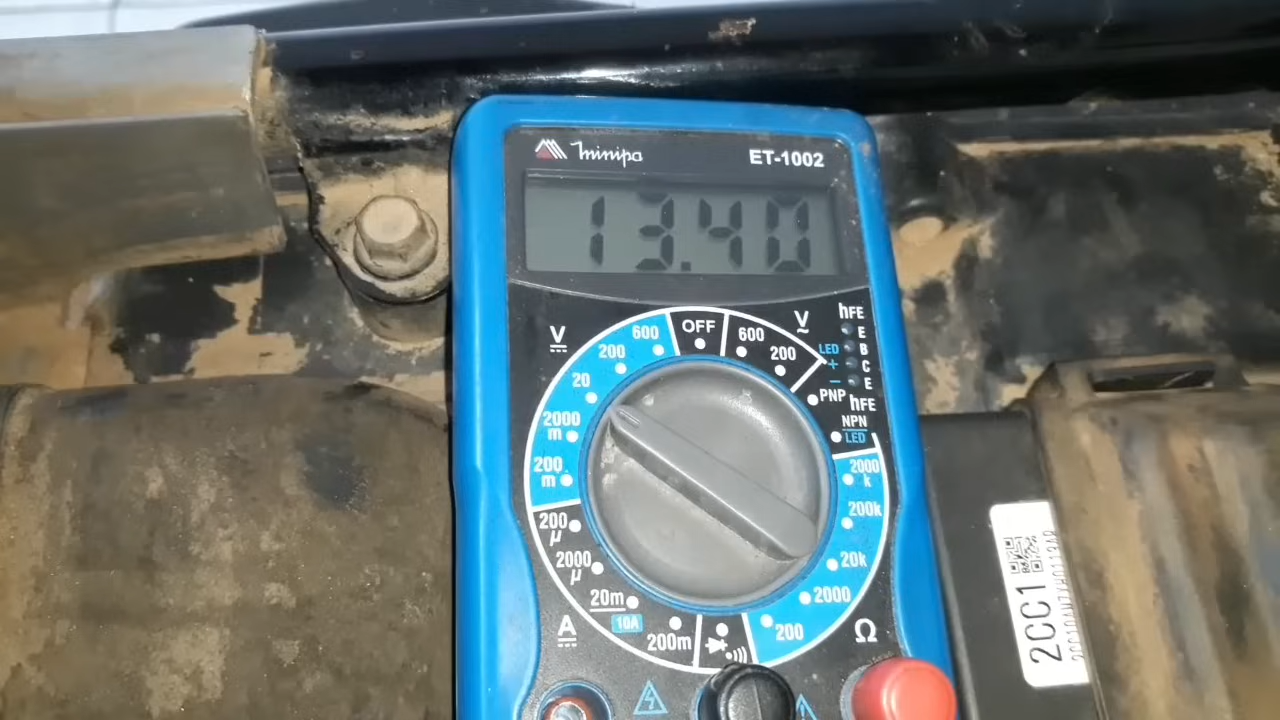 Minipa
ET-1002
13.40
V
600
OFF
600
V
hFE
200
200
LED
E
B
20
+
C
−
E
2000
m
PNP
hFE
NPN
LED
200
m
2000
k
200
µ
200k
2000
µ
20k
20m
2000
10A
A
200m
200
Ω
2CC1